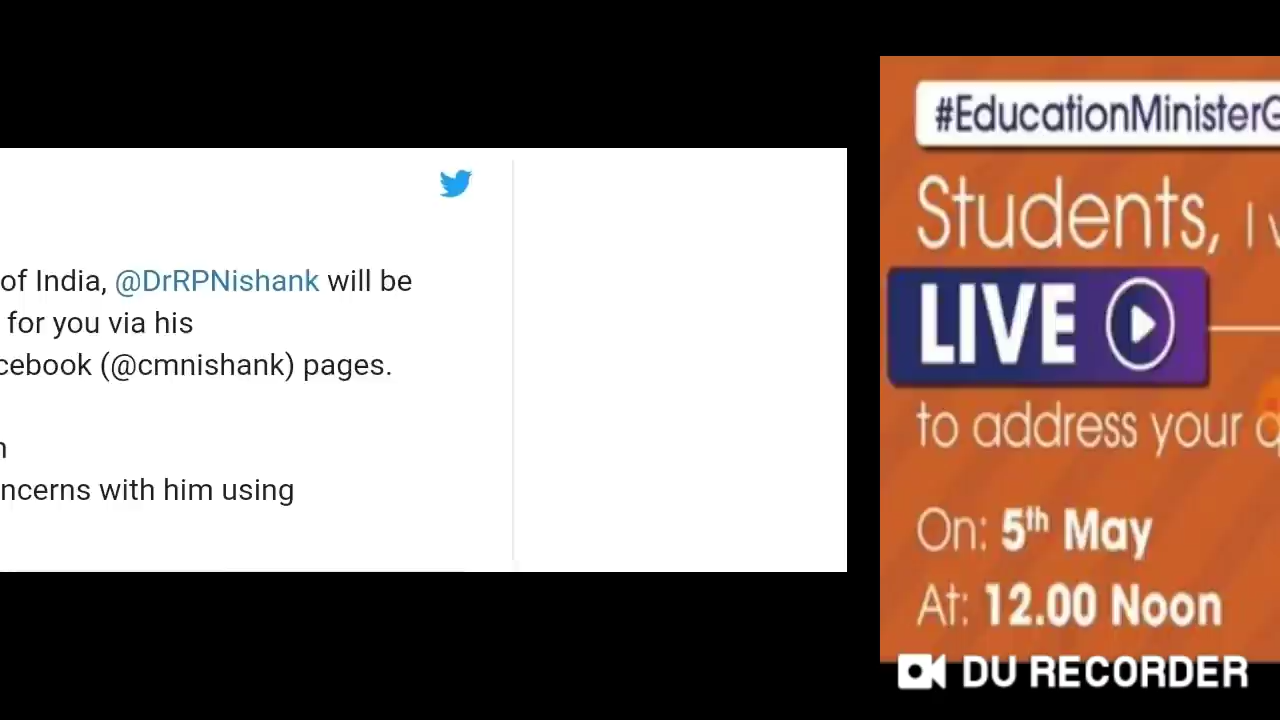 of India, @DrRPNishank will be
for you via his
cebook (@cmnishank) pages.
ncerns with him using
#EducationMinisterG
Students, I
LIVE
to address your
On: 5th May
At: 12.00 Noon
DU RECORDER